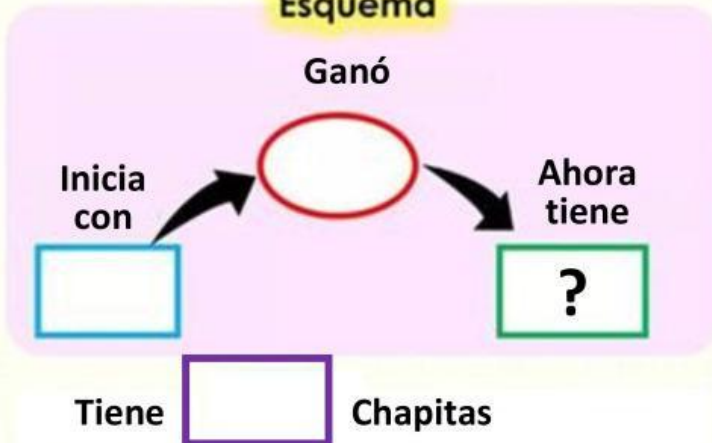 Esquema
Ganó
Inicia
con
Ahora
tiene
?
Tiene
Chapitas